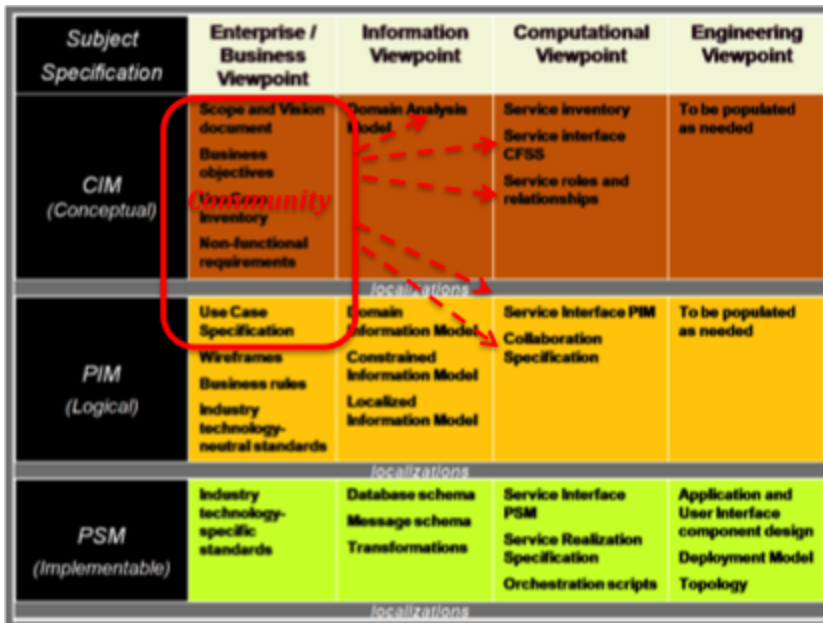 Subject
Specification
Enterprise /
Business
Viewpoint
Information
Viewpoint
Computational
Viewpoint
Engineering
Viewpoint
CIM
(Conceptual)
Scope and Vision
document
Business
objectives
Use Case
Inventory
Non-functional
requirements
Community
Domain Analysis
Model
Service inventory
Service interface
CFSS
Service roles and
relationships
To be populated
as needed
localizations
PIM
(Logical)
Use Case
Specification
Wireframes
Business rules
Industry
technology-
neutral standards
Domain
Information Model
Constrained
Information Model
Localized
Information Model
Service Interface PIM
Collaboration
Specification
To be populated
as needed
localizations
PSM
(Implementable)
Industry
technology-
specific
standards
Database schema
Message schema
Transformations
Service Interface
PSM
Service Realization
Specification
Orchestration scripts
Application and
User Interface
component design
Deployment Model
Topology
localizations